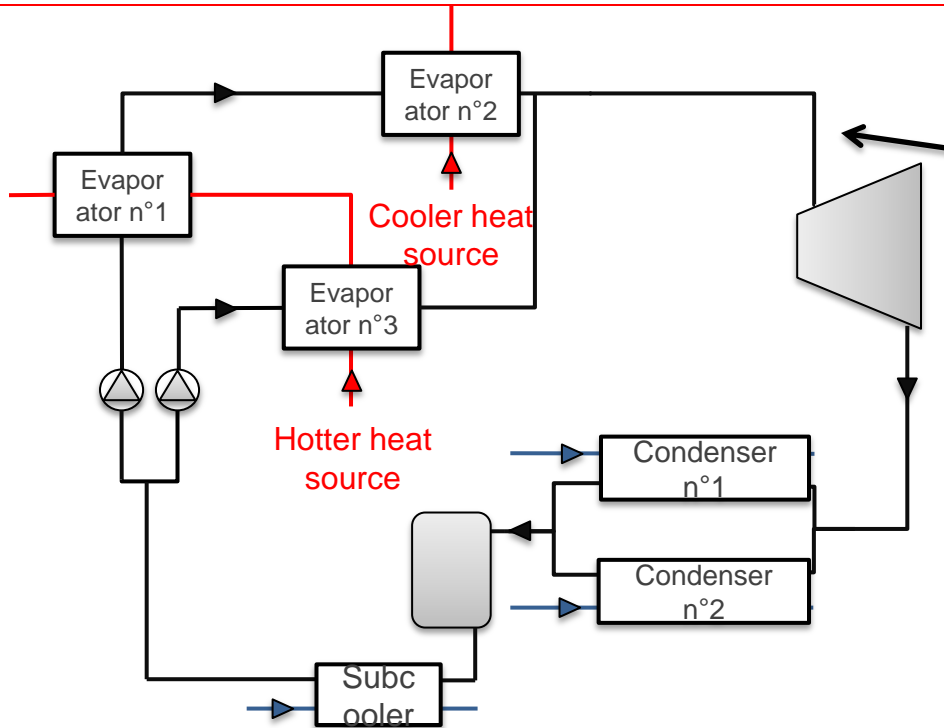 Evapor
ator n°2
Evapor
ator n°1
Cooler heat
source
Evapor
ator n°3
Hotter heat
source
Condenser
n°1
Condenser
n°2
Subc
ooler